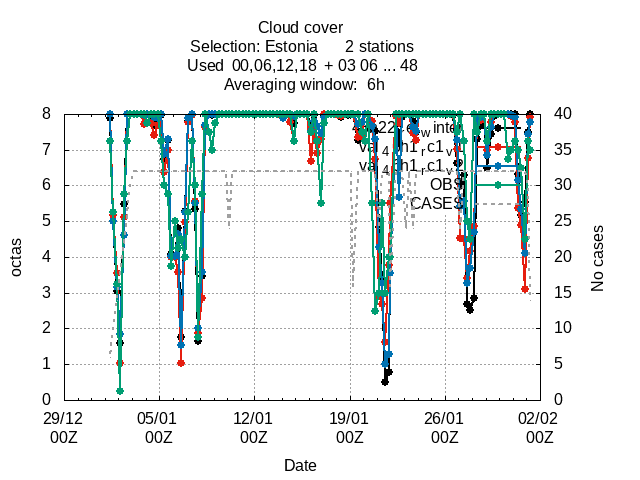 Cloud cover
Selection: Estonia 2 stations
Used 00,06,12,18 + 03 06 ... 48
Averaging window: 6h
8 40
7 35
6 30
5 25
4 20
3 15
2 10
1 5
0 0
OBS
CASES
octas
No cases
29/12 05/01 12/01 19/01 26/01 02/02
00Z 00Z 00Z 00Z 00Z 00Z
Date